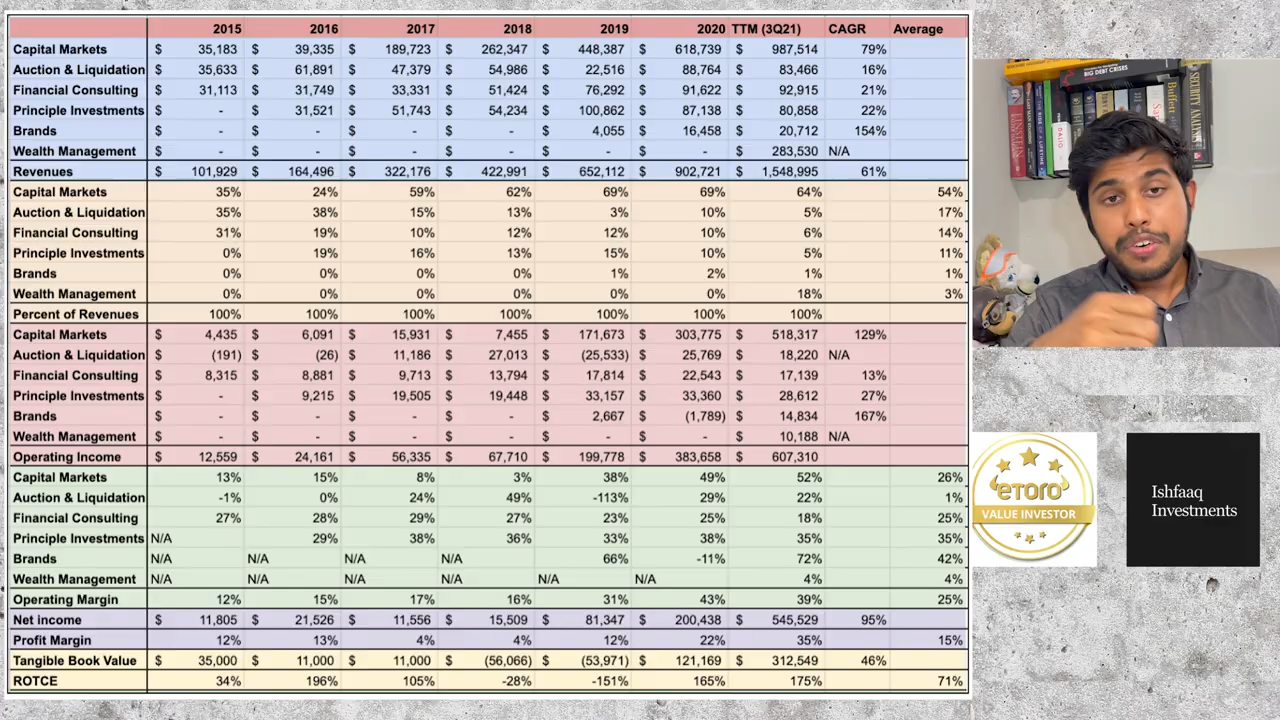 2015 2016 2017 2018 2019 2020 TTM (3Q21) CAGR Average
Capital Markets $ 35,183 $ 39,335 $ 189,723 $ 262,347 $ 448,387 $ 618,739 $ 987,514 79%
Auction & Liquidation $ 35,633 $ 61,891 $ 47,376 $ 54,986 $ 22,516 $ 88,764 $ 83,466 16%
Financial Consulting $ 31,113 $ 31,749 $ 33,331 $ 51,424 $ 76,292 $ 91,622 $ 92,915 21%
Principle Investments $ - $ 31,521 $ 51,743 $ 54,234 $ 100,862 $ 87,138 $ 80,858 22%
Brands $ - $ - $ - $ - $ 4,055 $ 16,458 $ 20,712 154%
Wealth Management $ - $ - $ - $ - $ - $ - $ 283,530 N/A
Revenues $ 101,929 $ 164,496 $ 322,176 $ 422,991 $ 652,112 $ 902,721 $ 1,548,995 61%
Capital Markets 35% 24% 59% 62% 69% 69% 64% 54%
Auction & Liquidation 35% 38% 15% 13% 3% 10% 5% 17%
Financial Consulting 31% 19% 10% 12% 12% 10% 6% 14%
Principle Investments 0% 19% 16% 13% 15% 10% 5% 11%
Brands 0% 0% 0% 0% 1% 2% 1% 1%
Wealth Management 0% 0% 0% 0% 0% 0% 18% 3%
Percent of Revenues 100% 100% 100% 100% 100% 100% 100%
Capital Markets $ 4,435 $ 6,091 $ 15,931 $ 7,455 $ 171,673 $ 303,775 $ 518,317 129%
Auction & Liquidation $ (191) $ (26) $ 11,186 $ 27,013 $ (25,533) $ 25,769 $ 18,220 N/A
Financial Consulting $ 8,315 $ 8,881 $ 9,713 $ 13,794 $ 17,814 $ 22,543 $ 17,139 13%
Principle Investments $ - $ 9,215 $ 19,505 $ 19,448 $ 33,157 $ 33,360 $ 28,612 27%
Brands $ - $ - $ - $ - $ 2,667 $ (1,789) $ 14,834 167%
Wealth Management $ - $ - $ - $ - $ - $ - $ 10,188 N/A
Operating Income $ 12,559 $ 24,161 $ 56,335 $ 67,710 $ 199,778 $ 383,658 $ 607,310
Capital Markets 13% 15% 8% 3% 38% 49% 52% 26%
Auction & Liquidation -1% 0% 24% 49% -113% 29% 22% 1%
Financial Consulting 27% 28% 29% 27% 23% 25% 18% 25%
Principle Investments N/A 29% 38% 36% 33% 38% 35% 35%
Brands N/A N/A N/A N/A 66% -11% 72% 42%
Wealth Management N/A N/A N/A N/A N/A N/A 4% 4%
Operating Margin 12% 15% 17% 16% 31% 43% 39% 25%
Net income $ 11,805 $ 21,526 $ 11,556 $ 15,509 $ 81,347 $ 200,438 $ 545,529 95%
Profit Margin 12% 13% 4% 4% 12% 22% 35% 15%
Tangible Book Value $ 35,000 $ 11,000 $ 11,000 $ (56,066) $ (53,971) $ 121,169 $ 312,549 46%
ROTCE 34% 196% 105% -28% -151% 165% 175% 71%
BIG DEBT CRISES
EINSTEIN
DALIO
Buffett
SECURITY ANALYSIS
eToro
VALUE INVESTOR
Ishfaaq
Investments